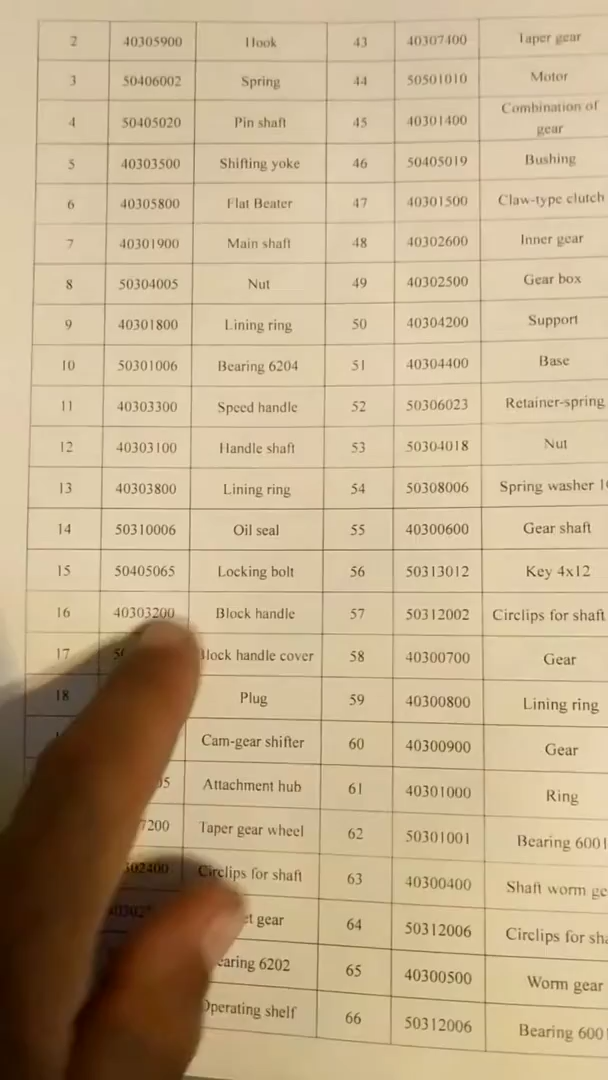 2 40305900 Hook 43 40307400 Taper gear
3 50406002 Spring 44 50501010 Motor
4 50405020 Pin shaft 45 40301400 Combination of gear
5 40303500 Shifting yoke 46 50405019 Bushing
6 40305800 Flat Beater 47 40301500 Claw-type clutch
7 40301900 Main shaft 48 40302600 Inner gear
8 50304005 Nut 49 40302500 Gear box
9 40301800 Lining ring 50 40304200 Support
10 50301006 Bearing 6204 51 40304400 Base
11 40303300 Speed handle 52 50306023 Retainer-spring
12 40303100 Handle shaft 53 50304018 Nut
13 40303800 Lining ring 54 50308006 Spring washer
14 50310006 Oil seal 55 40300600 Gear shaft
15 50405065 Locking bolt 56 50313012 Key 4x12
16 40303200 Block handle 57 50312002 Circlips for shaft
17 Block handle cover 58 40300700 Gear
18 Plug 59 40300800 Lining ring
Cam-gear shifter 60 40300900 Gear
Attachment hub 61 40301000 Ring
7200 Taper gear wheel 62 50301001 Bearing 6001
302400 Circlips for shaft 63 40300400 Shaft worm
gear 64 50312006 Circlips for
earing 6202 65 40300500 Worm gear
Operating shelf 66 50312006 Bearing 6001